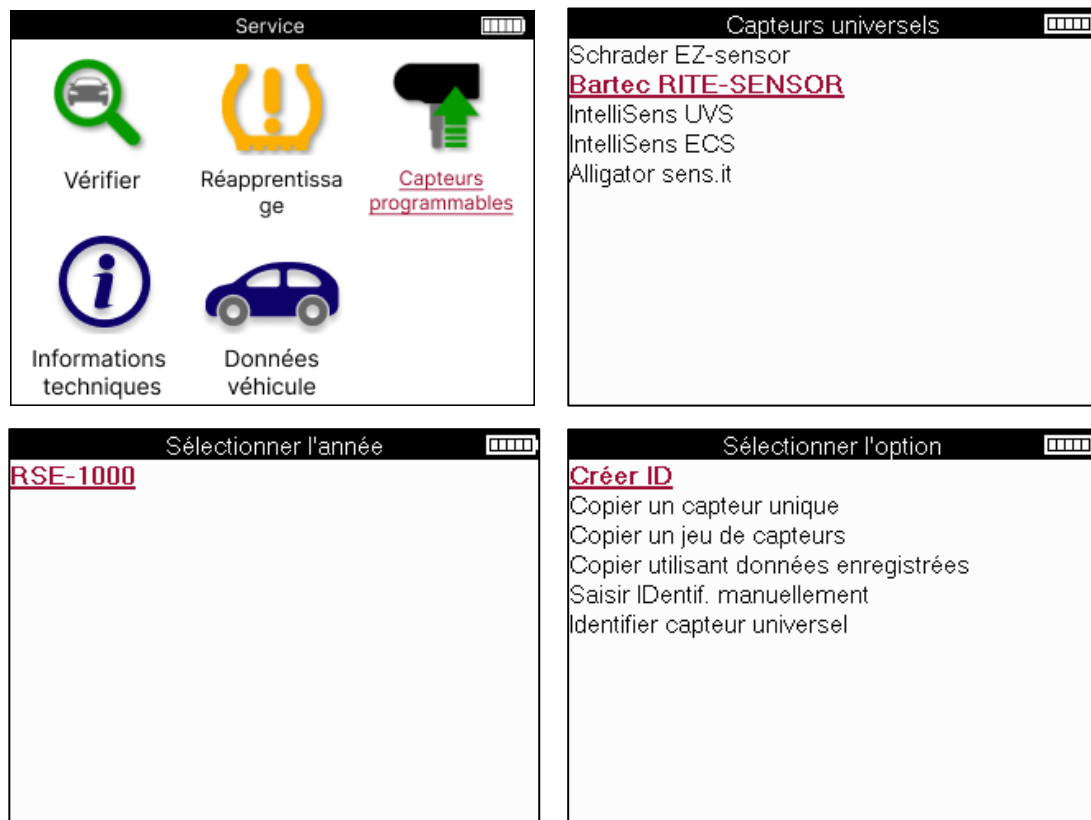 Service
Vérifier
Réapprentissa
ge
Capteurs
programmables
Informations
techniques
Données
véhicule
Capteurs universels
Schrader EZ-sensor
Bartec RITE-SENSOR
IntelliSens UVS
IntelliSens ECS
Alligator sens.it
Sélectionner l'année
RSE-1000
Sélectionner l'option
Créer ID
Copier un capteur unique
Copier un jeu de capteurs
Copier utilisant données enregistrées
Saisir IDentif. manuellement
Identifier capteur universel